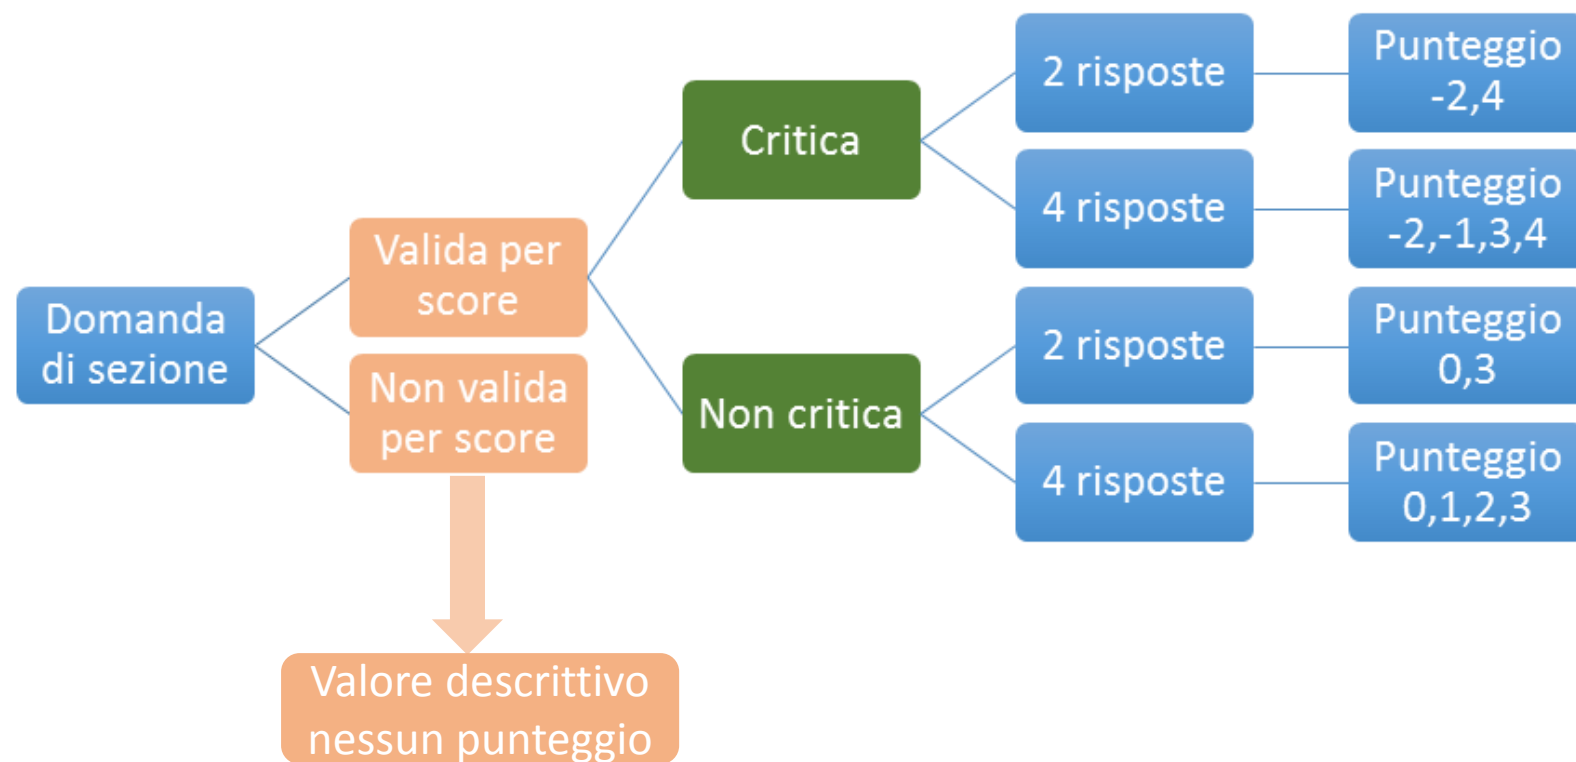 Domanda
di sezione
Valida per
score
Non valida
per score
Valore descrittivo
nessun punteggio
Critica
Non critica
2 risposte
Punteggio
-2,4
4 risposte
Punteggio
-2,-1,3,4
2 risposte
Punteggio
0,3
4 risposte
Punteggio
0,1,2,3